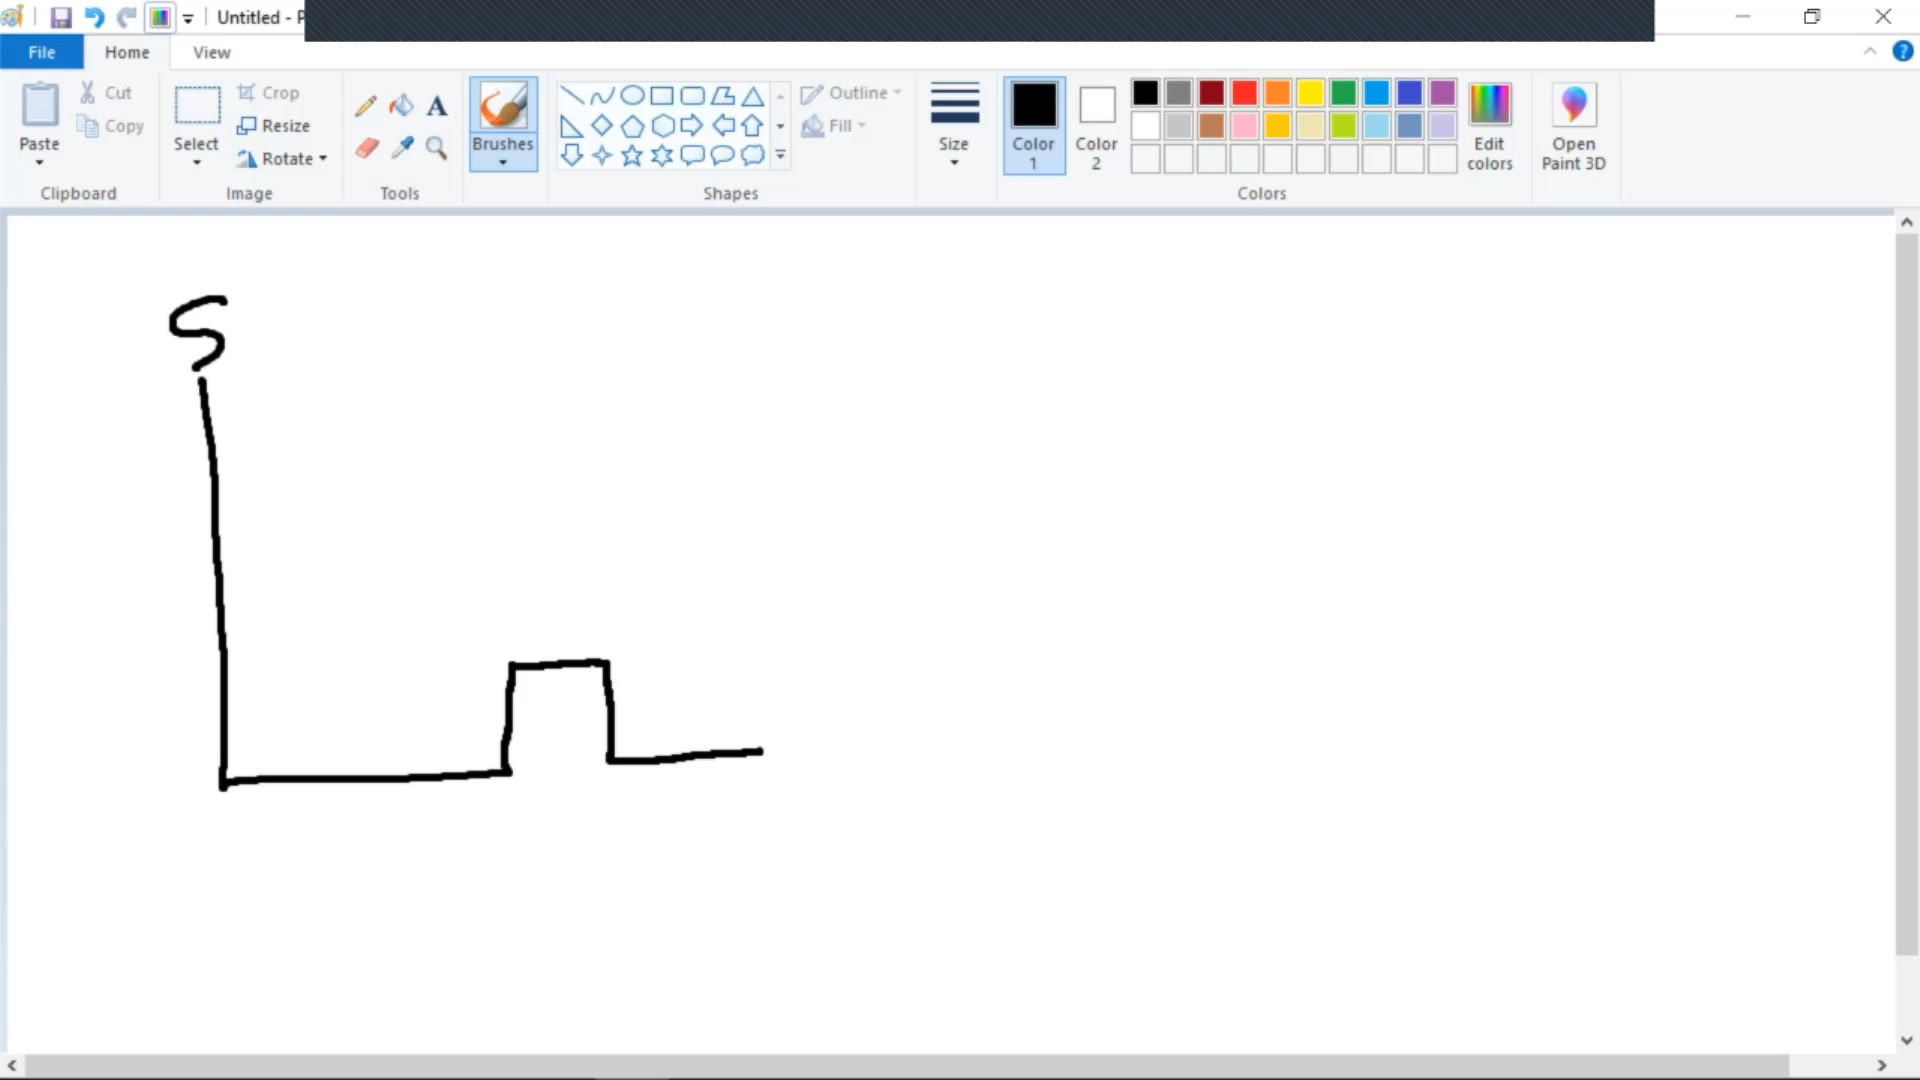 Untitled - P
File Home View
Cut Crop Outline
Copy Resize Fill
Paste Select Rotate Brushes Size Color 1 Color 2 Edit colors Open Paint 3D
Clipboard Image Tools Shapes Colors
A
?
S